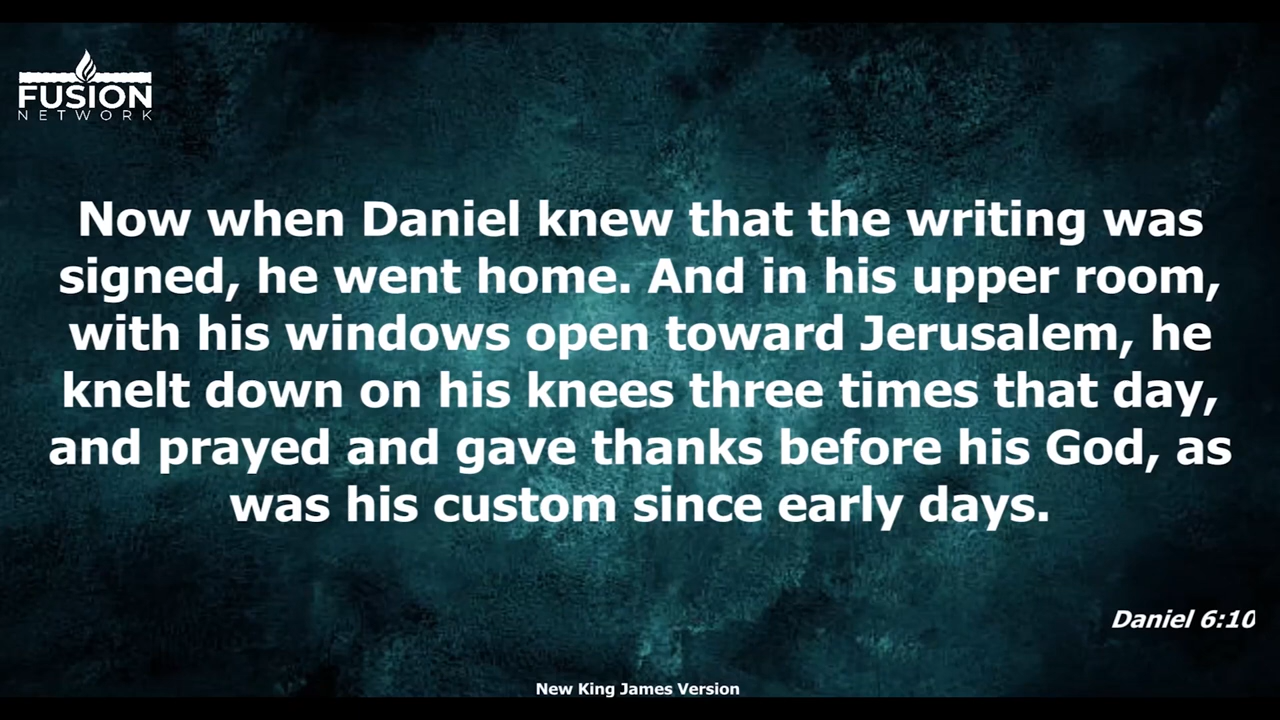 FUSION
NETWORK
Now when Daniel knew that the writing was
signed, he went home. And in his upper room,
with his windows open toward Jerusalem, he
knelt down on his knees three times that day,
and prayed and gave thanks before his God, as
was his custom since early days.
Daniel 6:10
New King James Version